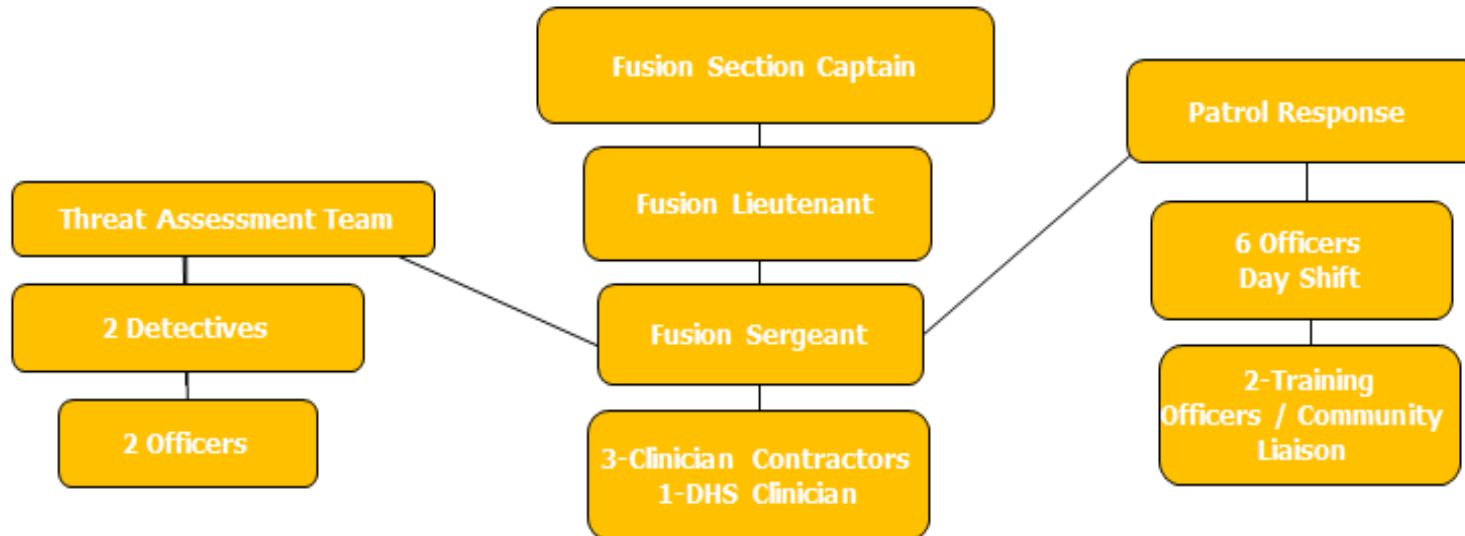 Fusion Section Captain
Patrol Response
Fusion Lieutenant
Threat Assessment Team
6 Officers
Day Shift
2 Detectives
Fusion Sergeant
2-Training
Officers / Community
Liaison
2 Officers
3-Clinician Contractors
1-DHS Clinician